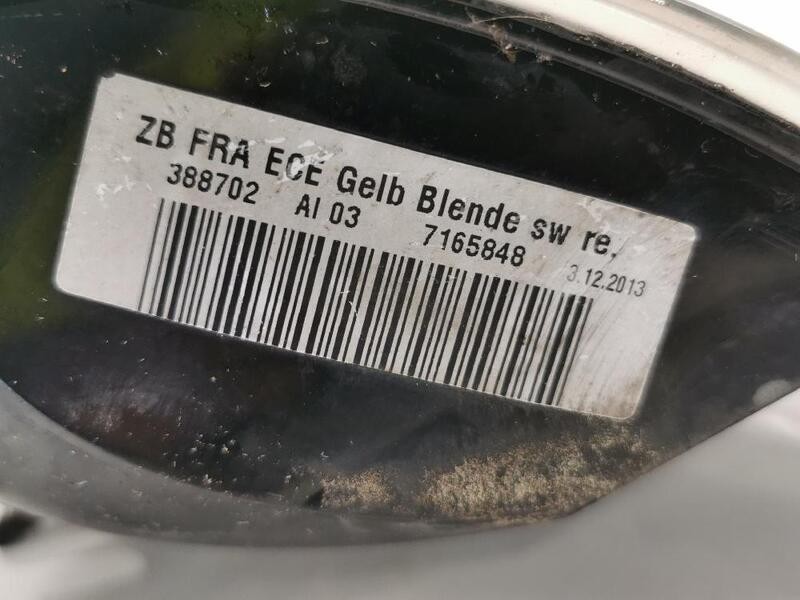 ZB FRA ECE Gelb Blende sw re,
388702 AI 03 7165848 3.12.2013